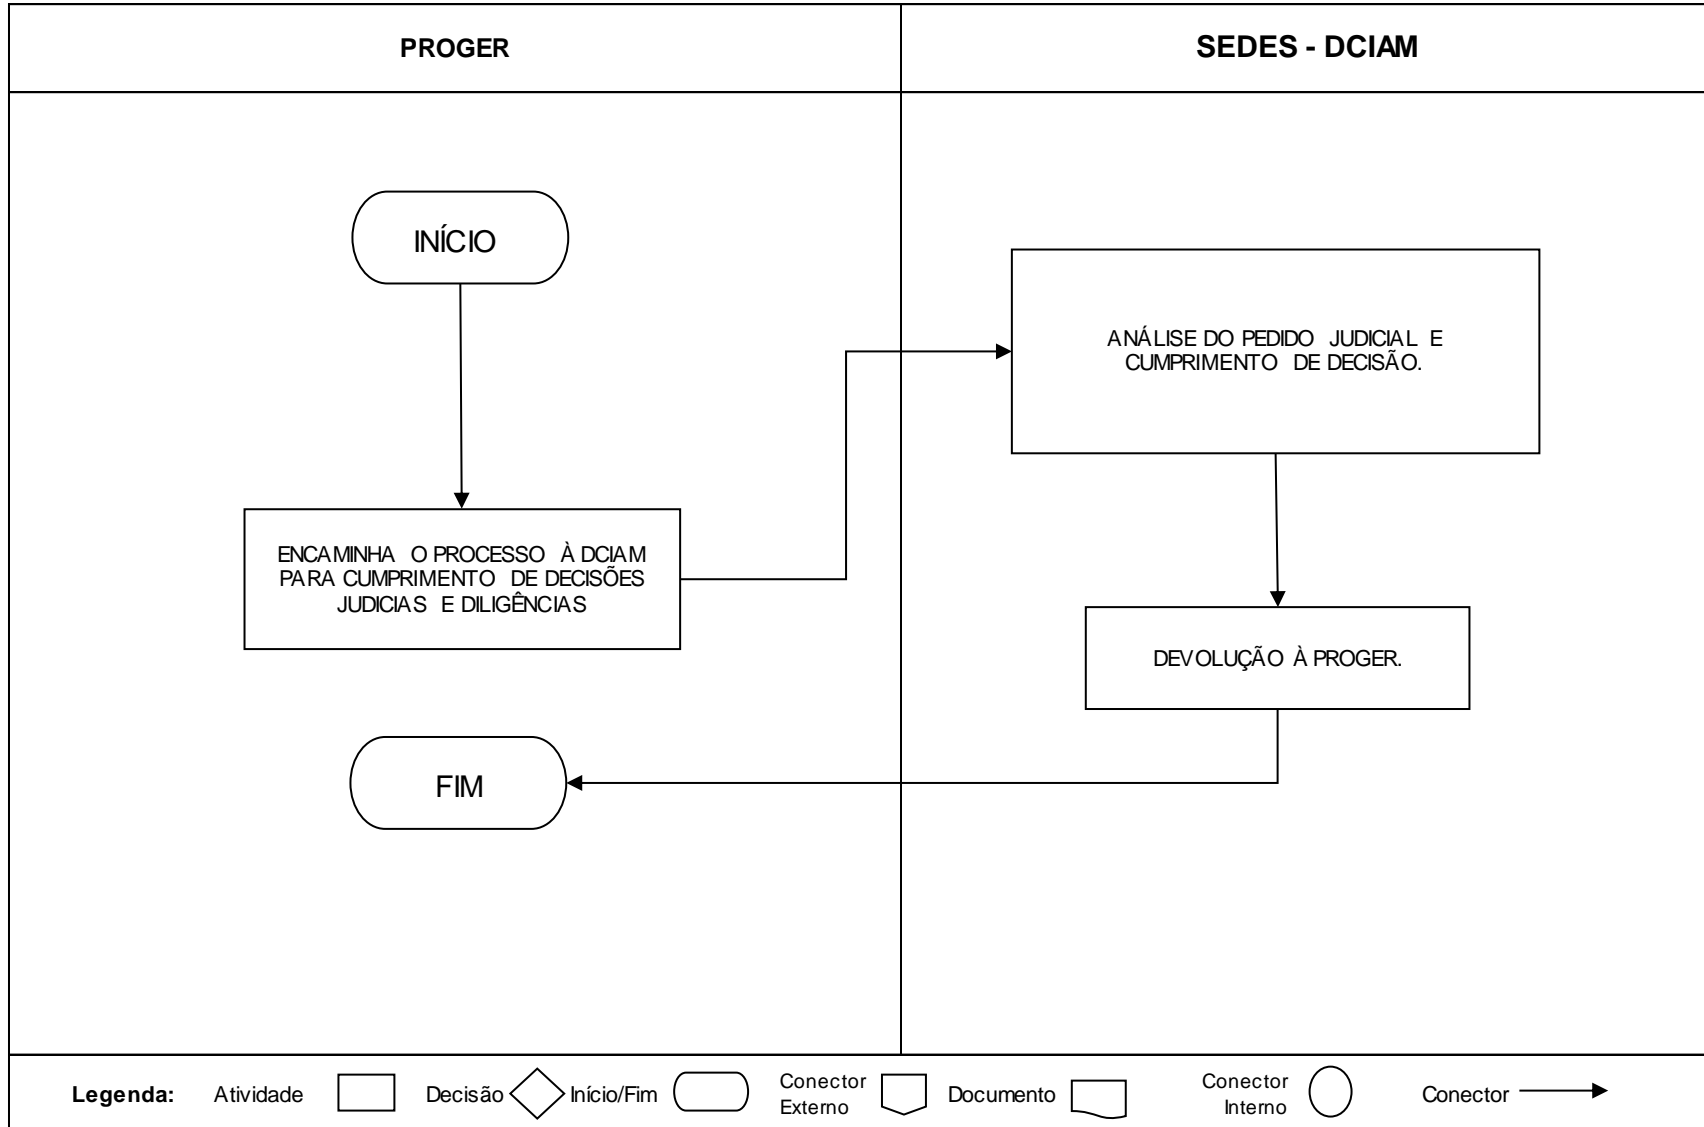 PROGER
SEDES - DCIAM
INÍCIO
ENCAMINHA O PROCESSO À DCIAM
PARA CUMPRIMENTO DE DECISÕES
JUDICIAS E DILIGÊNCIAS
ANÁLISE DO PEDIDO JUDICIAL E
CUMPRIMENTO DE DECISÃO.
DEVOLUÇÃO À PROGER.
FIM
Legenda:
Atividade
Decisão
Início/Fim
Conector
Externo
Documento
Conector
Interno
Conector